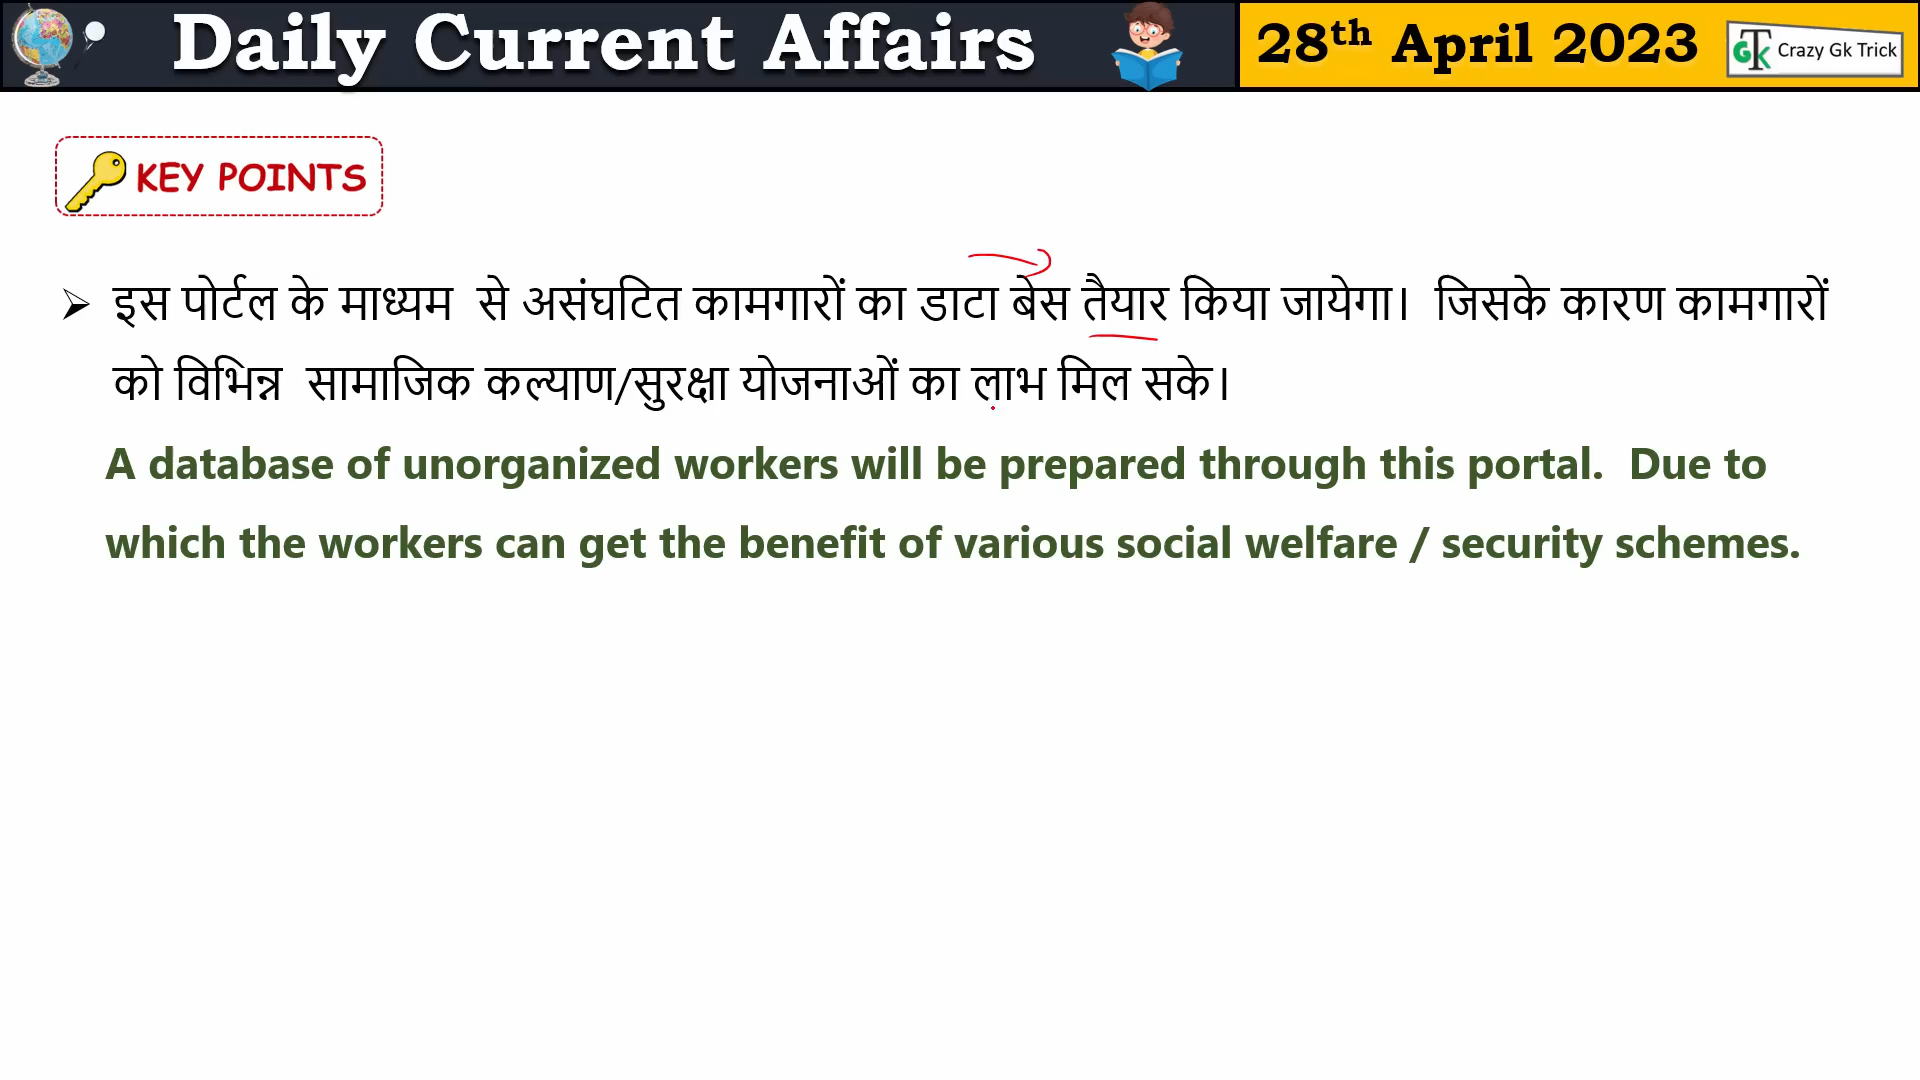 Daily Current Affairs
28th April 2023
GTK Crazy Gk Trick
KEY POINTS
➢ इस पोर्टल के माध्यम से असंघटित कामगारों का डाटा बेस तैयार किया जायेगा। जिसके कारण कामगारों
को विभिन्न सामाजिक कल्याण/सुरक्षा योजनाओं का लाभ मिल सके।
A database of unorganized workers will be prepared through this portal. Due to
which the workers can get the benefit of various social welfare / security schemes.